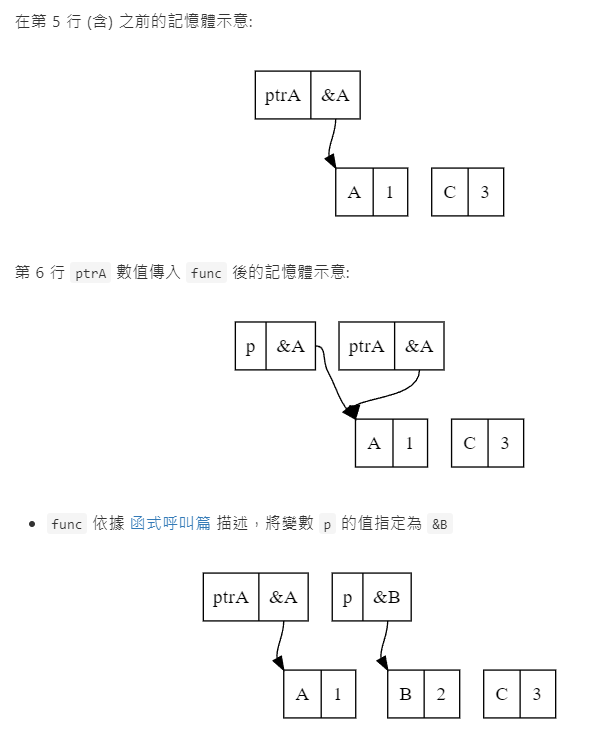 在第 5 行 (含) 之前的記憶體示意:
ptrA &A
A 1 C 3
第 6 行 ptrA 數值傳入 func 後的記憶體示意:
p &A ptrA &A
A 1 C 3
func 依據 函式呼叫篇 描述，將變數 p 的值指定為 &B
ptrA &A p &B
A 1 B 2 C 3